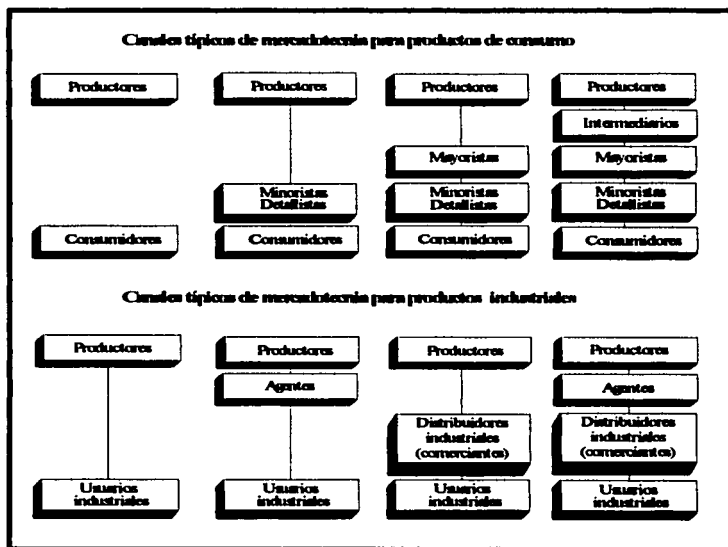 Canales típicos de mercadotecnia para productos de consumo
Productores
Consumidores
Productores
Minoristas
Detallistas
Consumidores
Productores
Mayoristas
Minoristas
Detallistas
Consumidores
Productores
Intermediarios
Mayoristas
Minoristas
Detallistas
Consumidores
Canales típicos de mercadotecnia para productos industriales
Productores
Usuarios
industriales
Productores
Agentes
Usuarios
industriales
Productores
Distribuidores
industriales
(comerciantes)
Usuarios
industriales
Productores
Agentes
Distribuidores
industriales
(comerciantes)
Usuarios
industriales